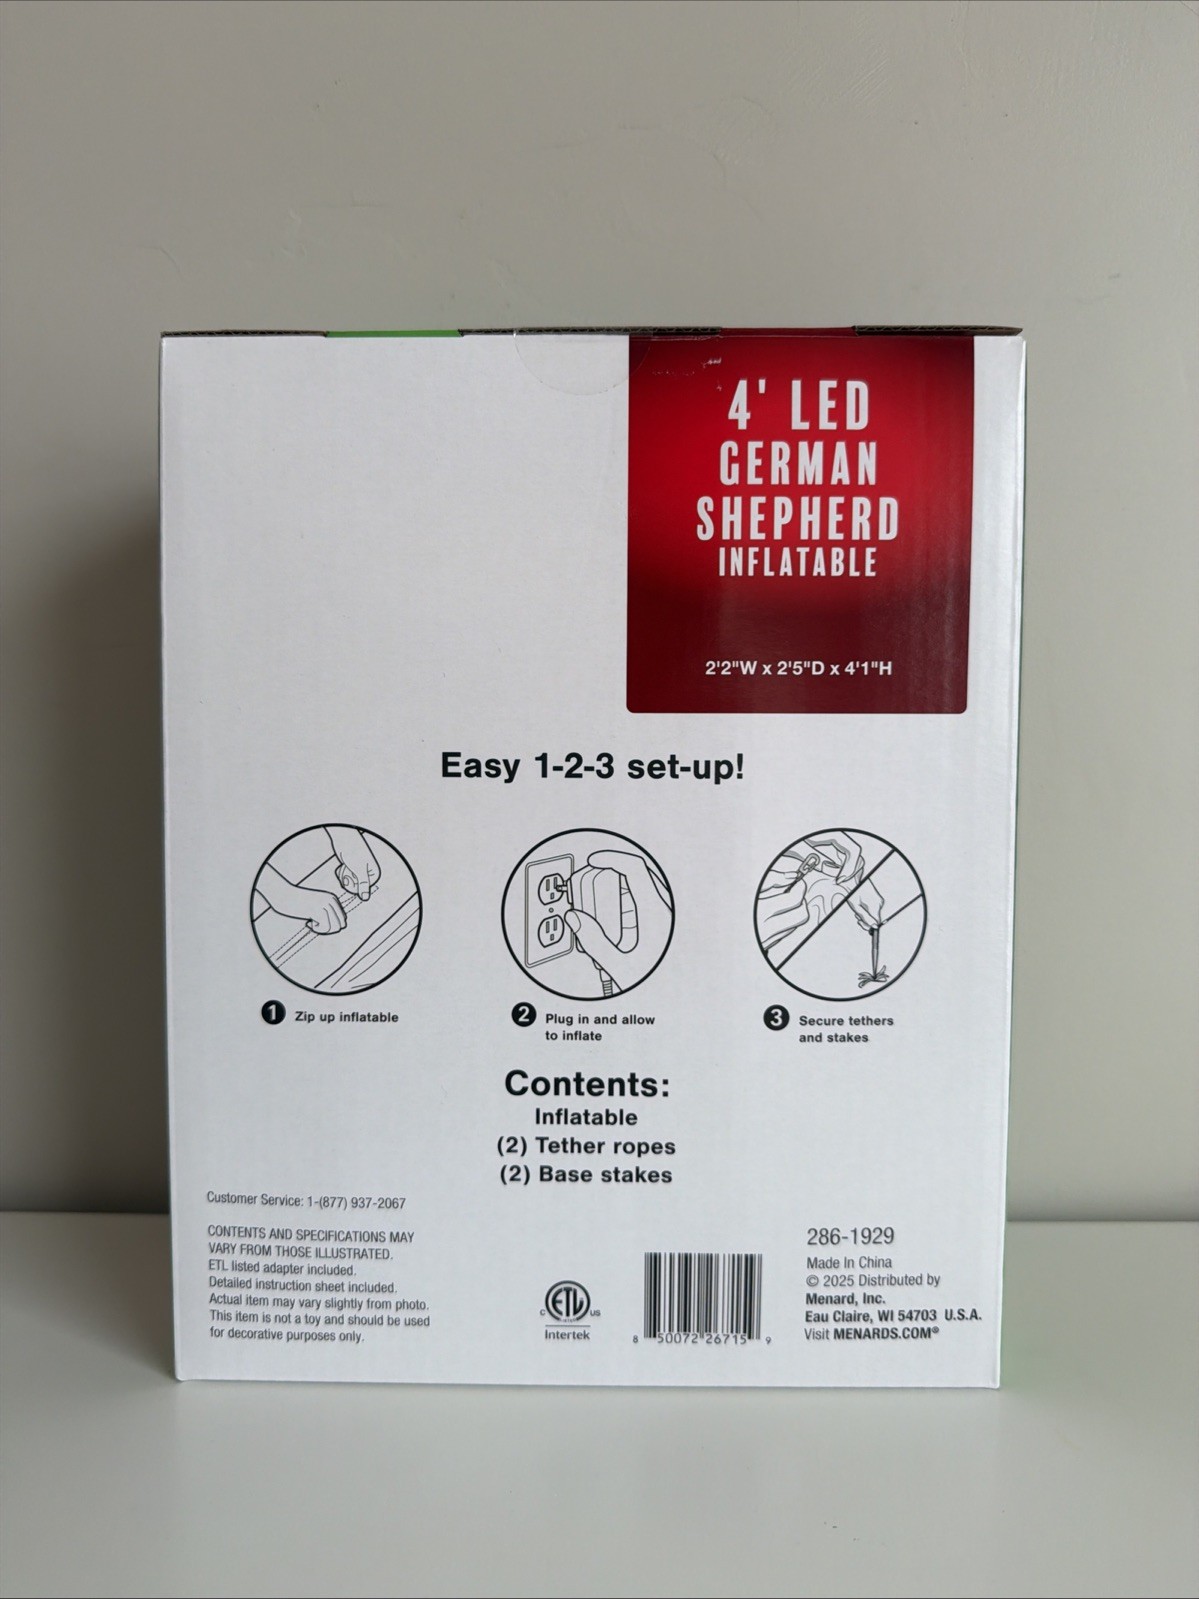 4' LED
GERMAN
SHEPHERD
INFLATABLE
2'2"W x 2'5"D x 4'1"H
Easy 1-2-3 set-up!
1 Zip up inflatable
2 Plug in and allow
to inflate
3 Secure tethers
and stakes
Contents:
Inflatable
(2) Tether ropes
(2) Base stakes
Customer Service: 1-(877) 937-2067
CONTENTS AND SPECIFICATIONS MAY
VARY FROM THOSE ILLUSTRATED.
ETL listed adapter included.
Detailed instruction sheet included.
Actual item may vary slightly from photo.
This item is not a toy and should be used
for decorative purposes only.
C ETL US
Intertek
8 50072 26715 9
286-1929
Made In China
© 2025 Distributed by
Menard, Inc.
Eau Claire, WI 54703 U.S.A.
Visit MENARDS.COM®